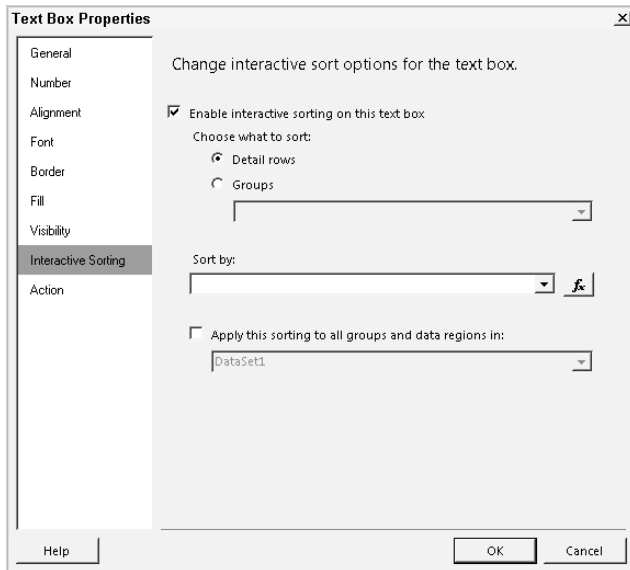 Text Box Properties
General
Number
Alignment
Font
Border
Fill
Visibility
Interactive Sorting
Action
Change interactive sort options for the text box.
Enable interactive sorting on this text box
Choose what to sort:
Detail rows
Groups
Sort by:
fx
Apply this sorting to all groups and data regions in:
DataSet1
Help
OK
Cancel